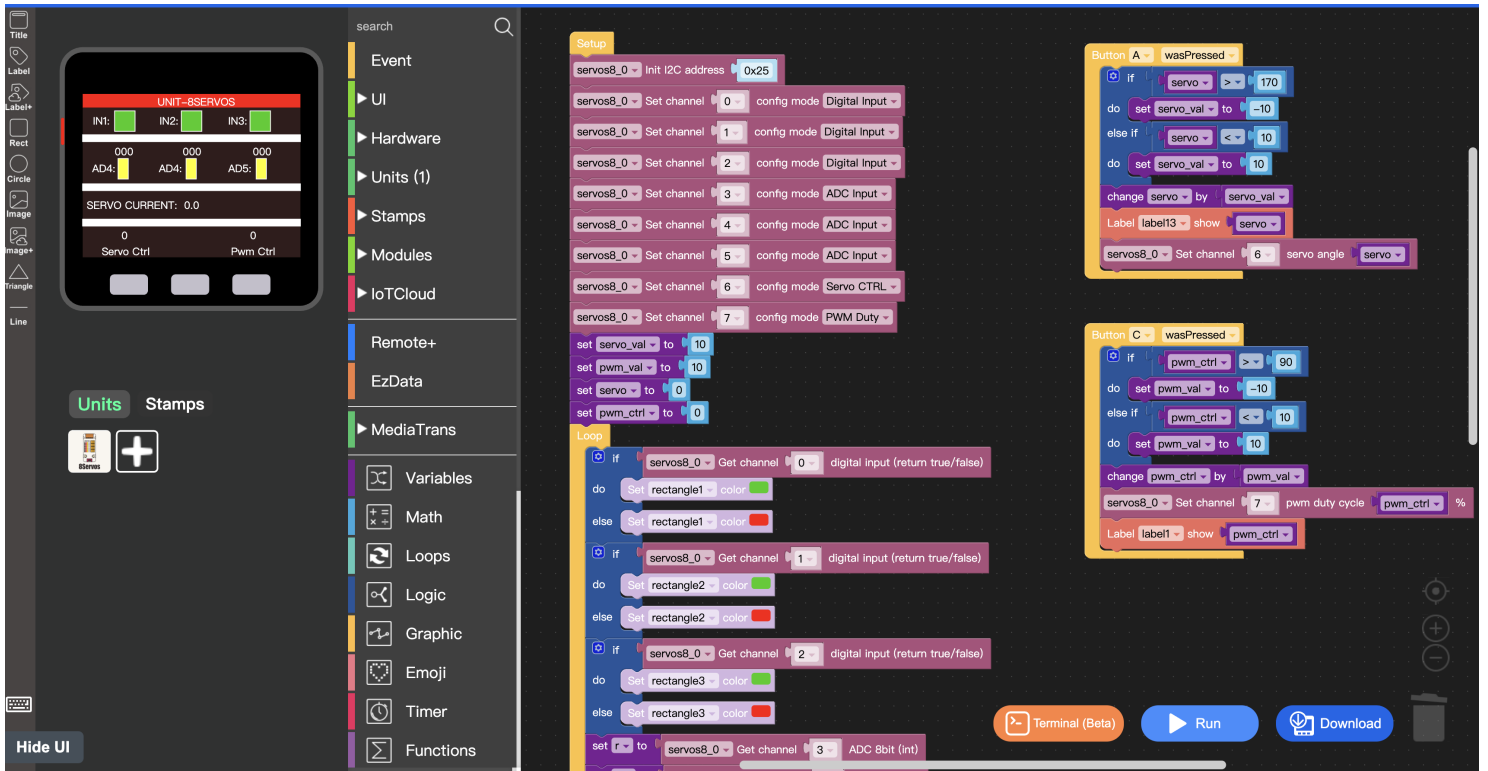 Title
Label
Label+
Rect
Circle
Image
Image+
Triangle
Line
Hide UI
UNIT-8SERVOS
IN1: IN2: IN3:
000 000 000
AD4: AD4: AD5:
SERVO CURRENT: 0.0
0 0
Servo Ctrl Pwm Ctrl
Units Stamps
8Servos
search
Event
UI
Hardware
Units (1)
Stamps
Modules
IoTCloud
Remote+
EzData
MediaTrans
Variables
Math
Loops
Logic
Graphic
Emoji
Timer
Functions
Setup
servos8_0 Init I2C address 0x25
servos8_0 Set channel 0 config mode Digital Input
servos8_0 Set channel 1 config mode Digital Input
servos8_0 Set channel 2 config mode Digital Input
servos8_0 Set channel 3 config mode ADC Input
servos8_0 Set channel 4 config mode ADC Input
servos8_0 Set channel 5 config mode ADC Input
servos8_0 Set channel 6 config mode Servo CTRL
servos8_0 Set channel 7 config mode PWM Duty
set servo_val to 10
set pwm_val to 10
set servo to 0
set pwm_ctrl to 0
Loop
if servos8_0 Get channel 0 digital input (return true/false)
do Set rectangle1 color
else Set rectangle1 color
if servos8_0 Get channel 1 digital input (return true/false)
do Set rectangle2 color
else Set rectangle2 color
if servos8_0 Get channel 2 digital input (return true/false)
do Set rectangle3 color
else Set rectangle3 color
set r to servos8_0 Get channel 3 ADC 8bit (int)
Button A wasPressed
if servo > 170
do set servo_val to -10
else if servo < 10
do set servo_val to 10
change servo by servo_val
Label label13 show servo
servos8_0 Set channel 6 servo angle servo
Button C wasPressed
if pwm_ctrl > 90
do set pwm_val to -10
else if pwm_ctrl < 10
do set pwm_val to 10
change pwm_ctrl by pwm_val
servos8_0 Set channel 7 pwm duty cycle pwm_ctrl %
Label label1 show pwm_ctrl
Terminal (Beta)
Run
Download